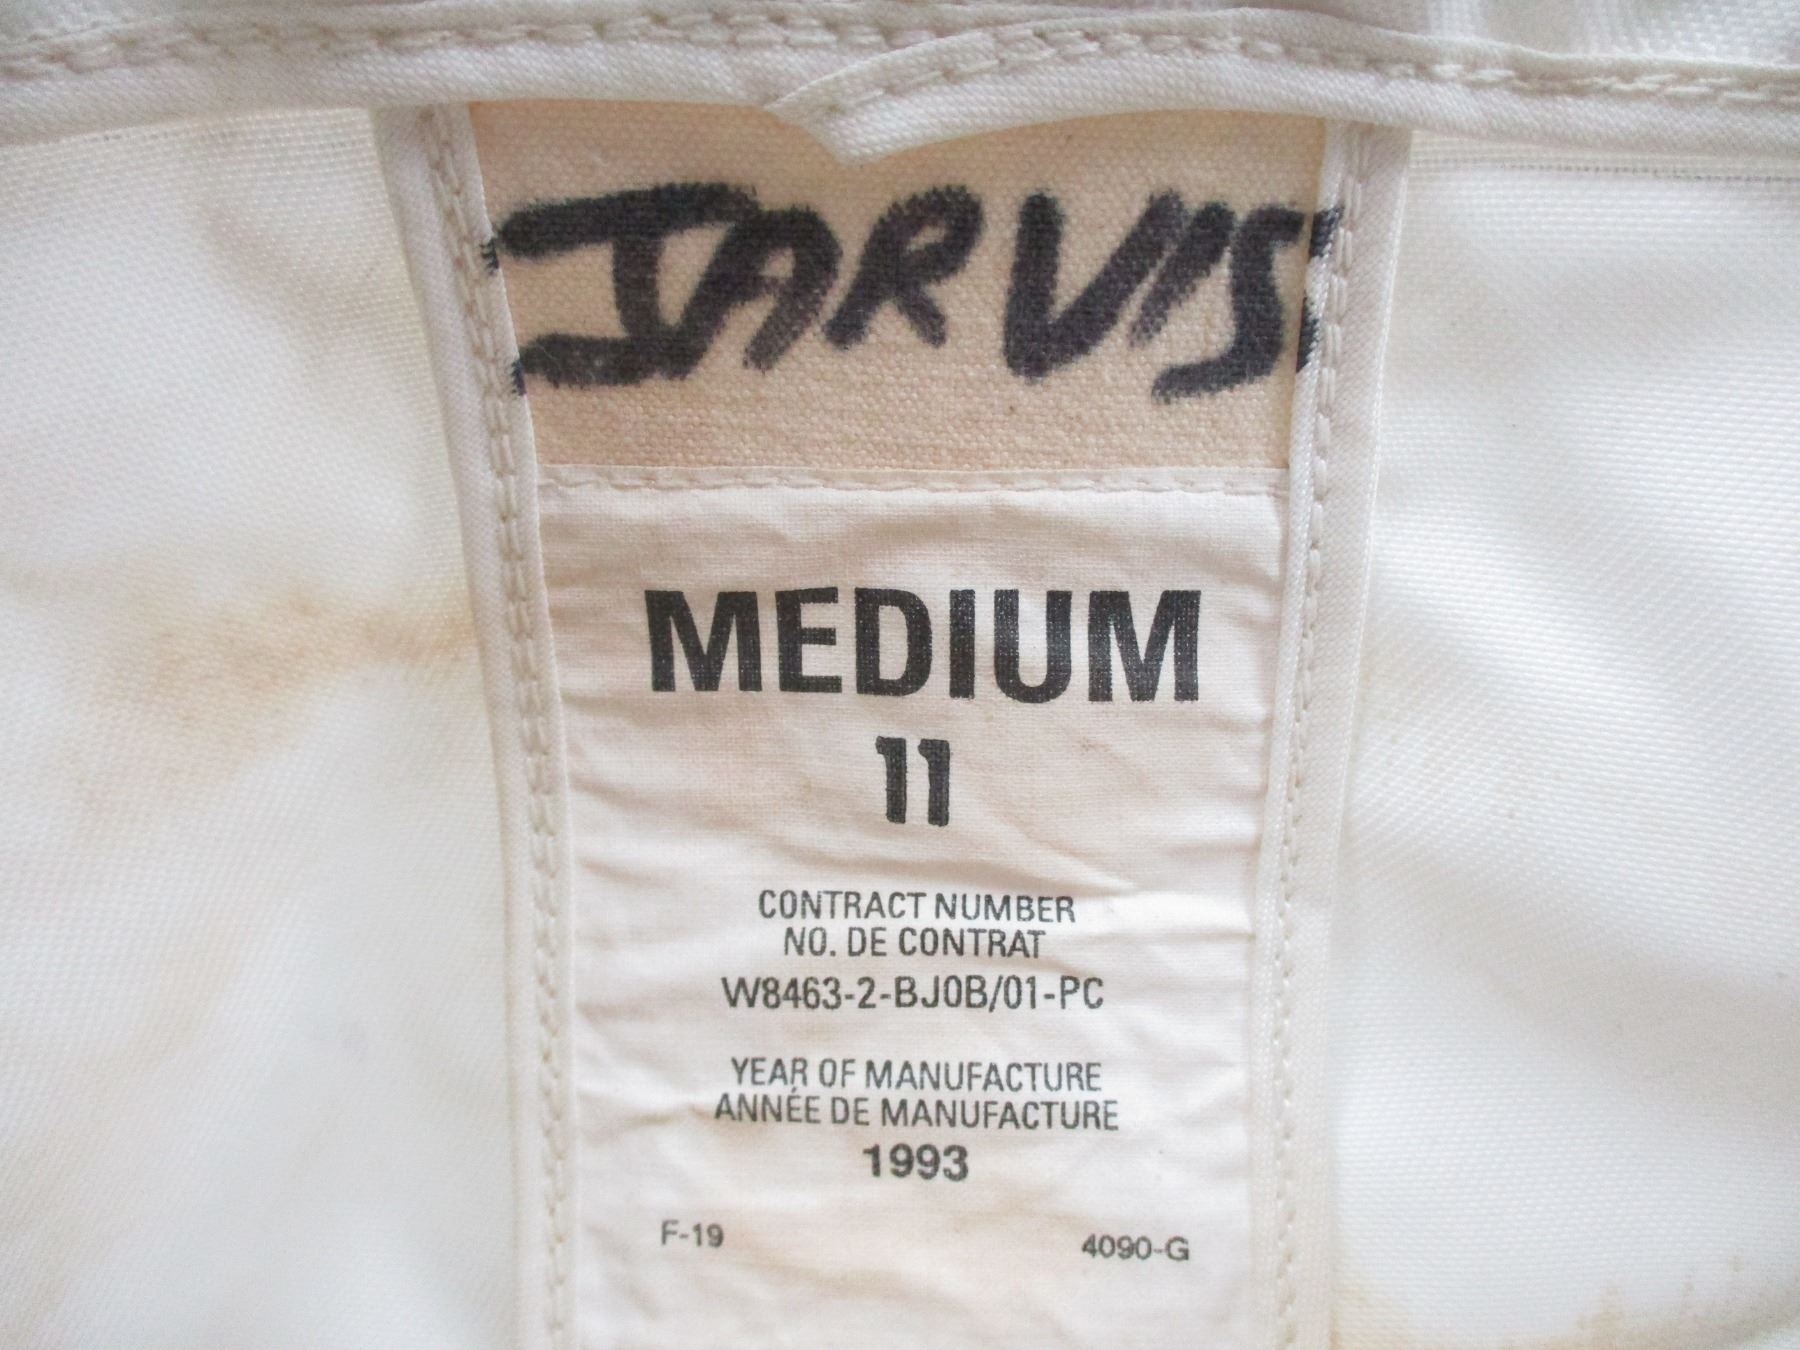 JARVIS
MEDIUM
11
CONTRACT NUMBER
NO. DE CONTRAT
W8463-2-BJ0B/01-PC
YEAR OF MANUFACTURE
ANNÉE DE MANUFACTURE
1993
F-19 4090-G